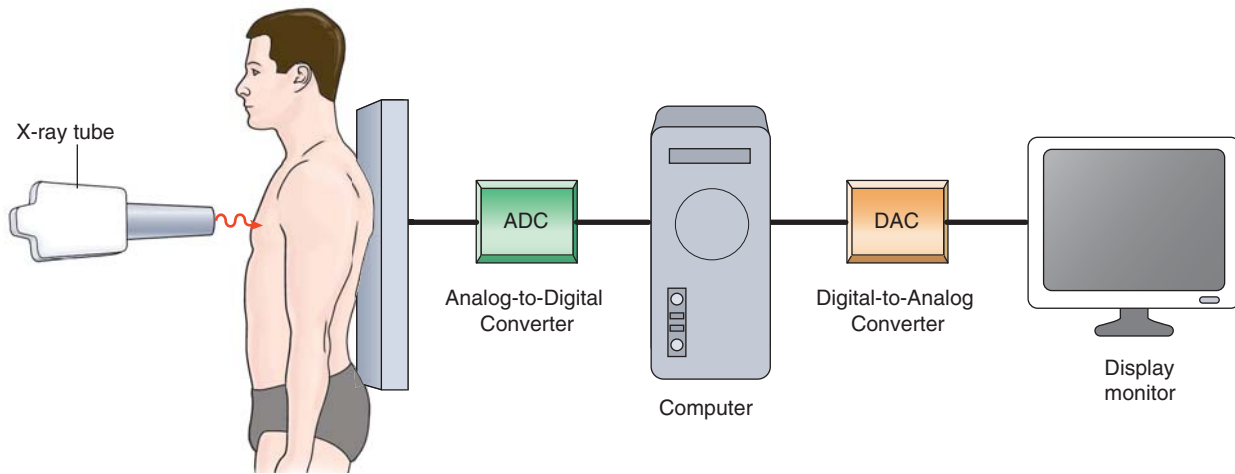 X-ray tube
ADC
DAC
Analog-to-Digital
Converter
Digital-to-Analog
Converter
Computer
Display
monitor